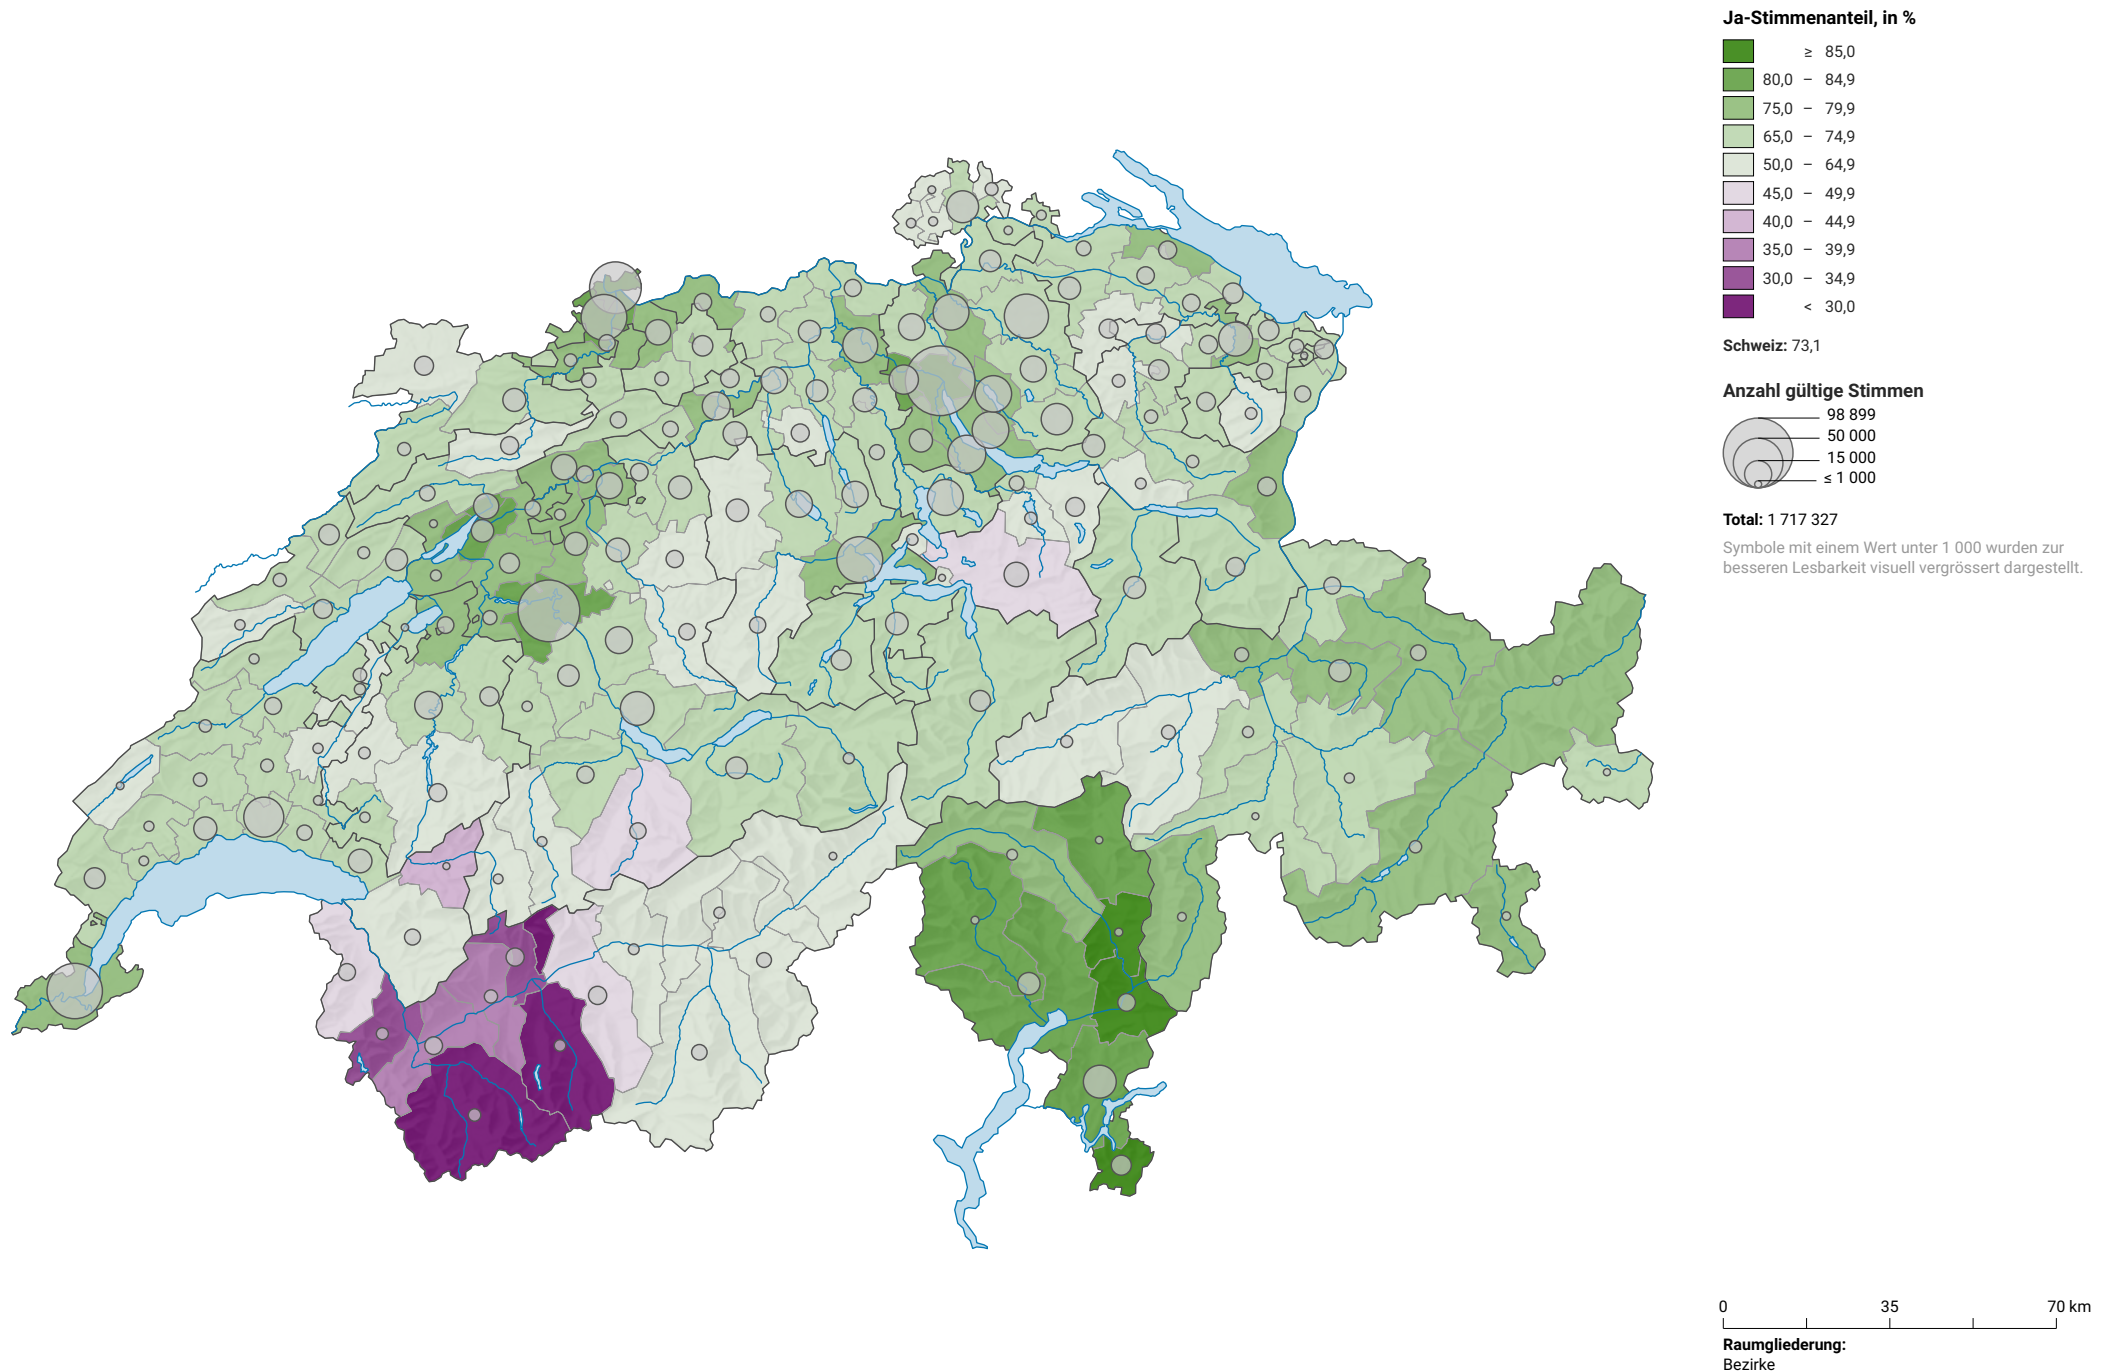 Ja-Stimmenanteil, in %
≥ 85,0
80,0 – 84,9
75,0 – 79,9
65,0 – 74,9
50,0 – 64,9
45,0 – 49,9
40,0 – 44,9
35,0 – 39,9
30,0 – 34,9
< 30,0
Schweiz: 73,1
Anzahl gültige Stimmen
98 899
50 000
15 000
≤ 1 000
Total: 1 717 327
Symbole mit einem Wert unter 1 000 wurden zur
besseren Lesbarkeit visuell vergrössert dargestellt.
0 35 70 km
Raumgliederung:
Bezirke